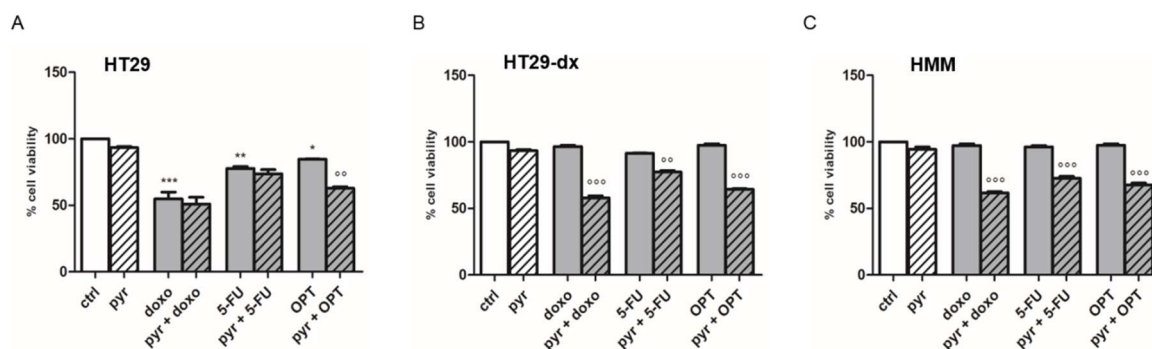 A
HT29
% cell viability
150
100
50
0
***
**
*
°°
ctrl
pyr
doxo
pyr + doxo
5-FU
pyr + 5-FU
OPT
pyr + OPT
B
HT29-dx
% cell viability
150
100
50
0
°°°
°°
°°°
ctrl
pyr
doxo
pyr + doxo
5-FU
pyr + 5-FU
OPT
pyr + OPT
C
HMM
% cell viability
150
100
50
0
°°°
°°°
°°°
ctrl
pyr
doxo
pyr + doxo
5-FU
pyr + 5-FU
OPT
pyr + OPT